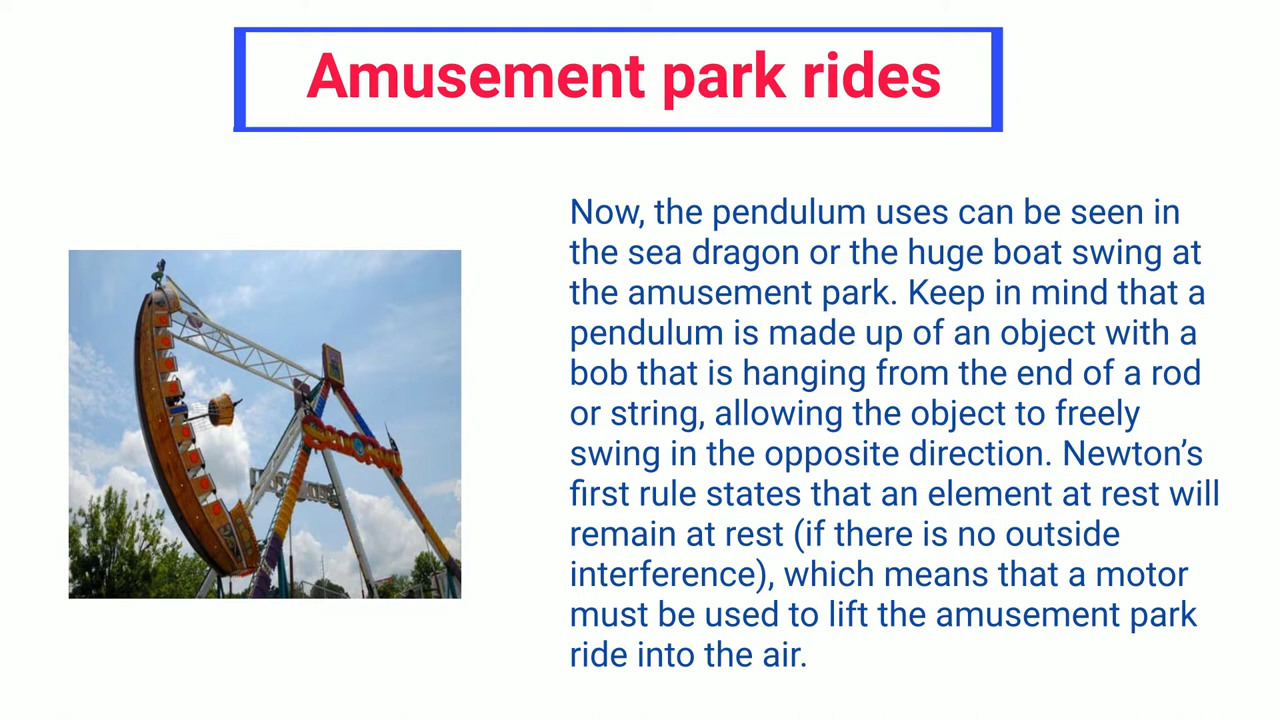 Amusement park rides
Now, the pendulum uses can be seen in
the sea dragon or the huge boat swing at
the amusement park. Keep in mind that a
pendulum is made up of an object with a
bob that is hanging from the end of a rod
or string, allowing the object to freely
swing in the opposite direction. Newton’s
first rule states that an element at rest will
remain at rest (if there is no outside
interference), which means that a motor
must be used to lift the amusement park
ride into the air.